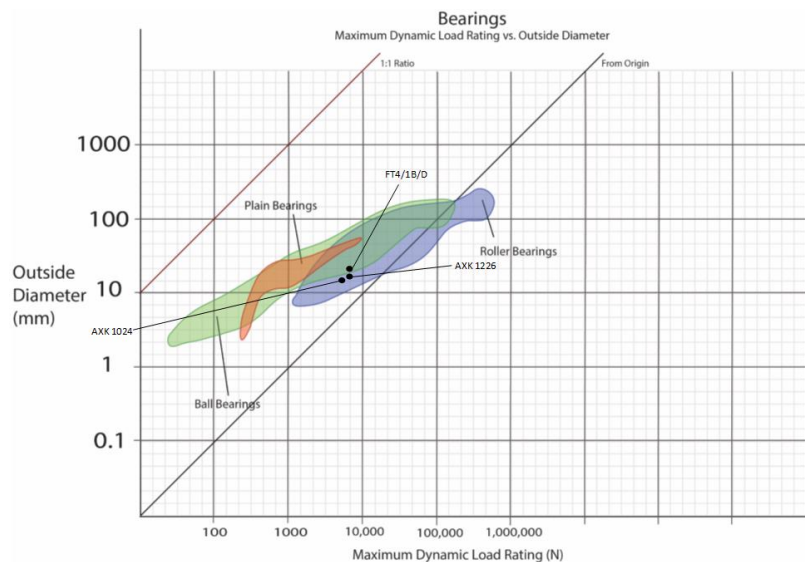 Bearings
Maximum Dynamic Load Rating vs. Outside Diameter
1:1 Ratio
From Origin
1000
FT4/1B/D
100
Plain Bearings
Roller Bearings
AXK 1226
Outside
Diameter
(mm)
10
AXK 1024
1
Ball Bearings
0.1
100
1000
10,000
100,000
1,000,000
Maximum Dynamic Load Rating (N)